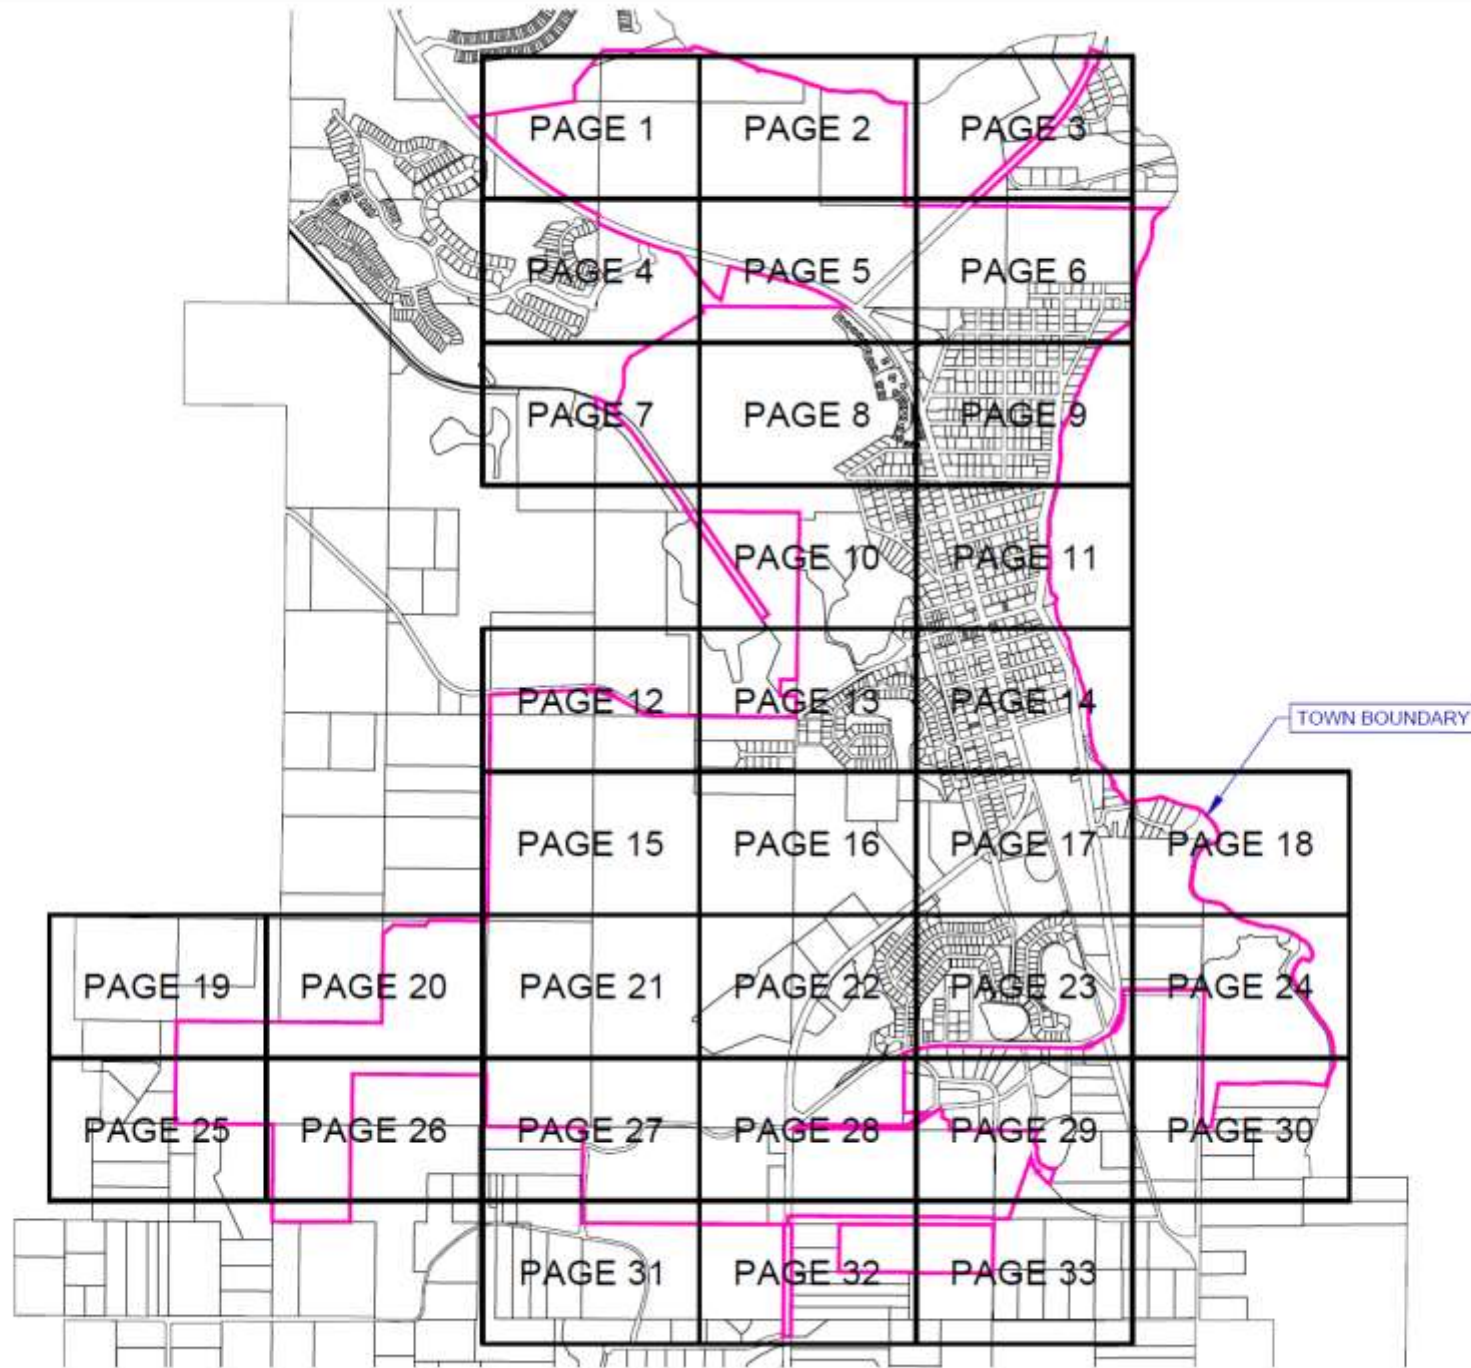 PAGE 1
PAGE 2
PAGE 3
PAGE 4
PAGE 5
PAGE 6
PAGE 7
PAGE 8
PAGE 9
PAGE 10
PAGE 11
PAGE 12
PAGE 13
PAGE 14
TOWN BOUNDARY
PAGE 15
PAGE 16
PAGE 17
PAGE 18
PAGE 19
PAGE 20
PAGE 21
PAGE 22
PAGE 23
PAGE 24
PAGE 25
PAGE 26
PAGE 27
PAGE 28
PAGE 29
PAGE 30
PAGE 31
PAGE 32
PAGE 33